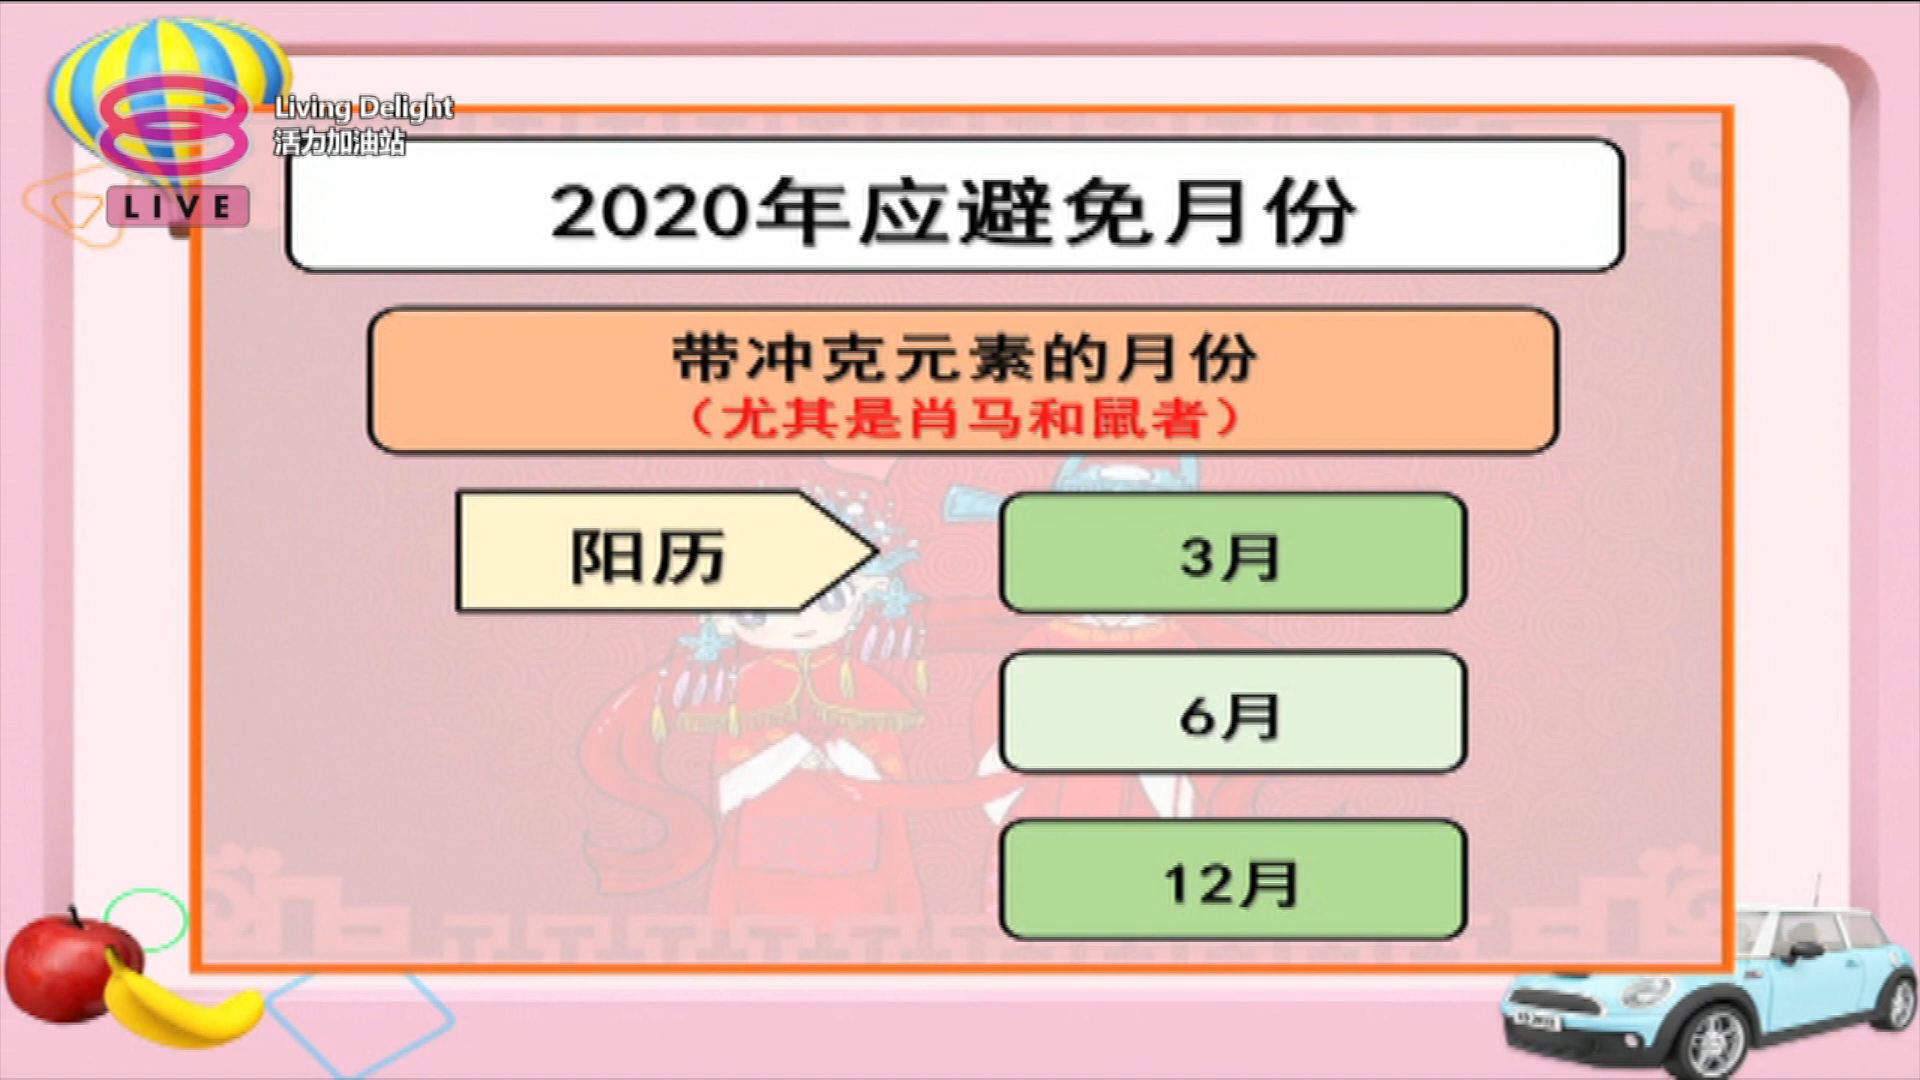 Living Delight
活力加油站
LIVE
2020年应避免月份
带冲克元素的月份
（尤其是肖马和鼠者）
阳历
3月
6月
12月